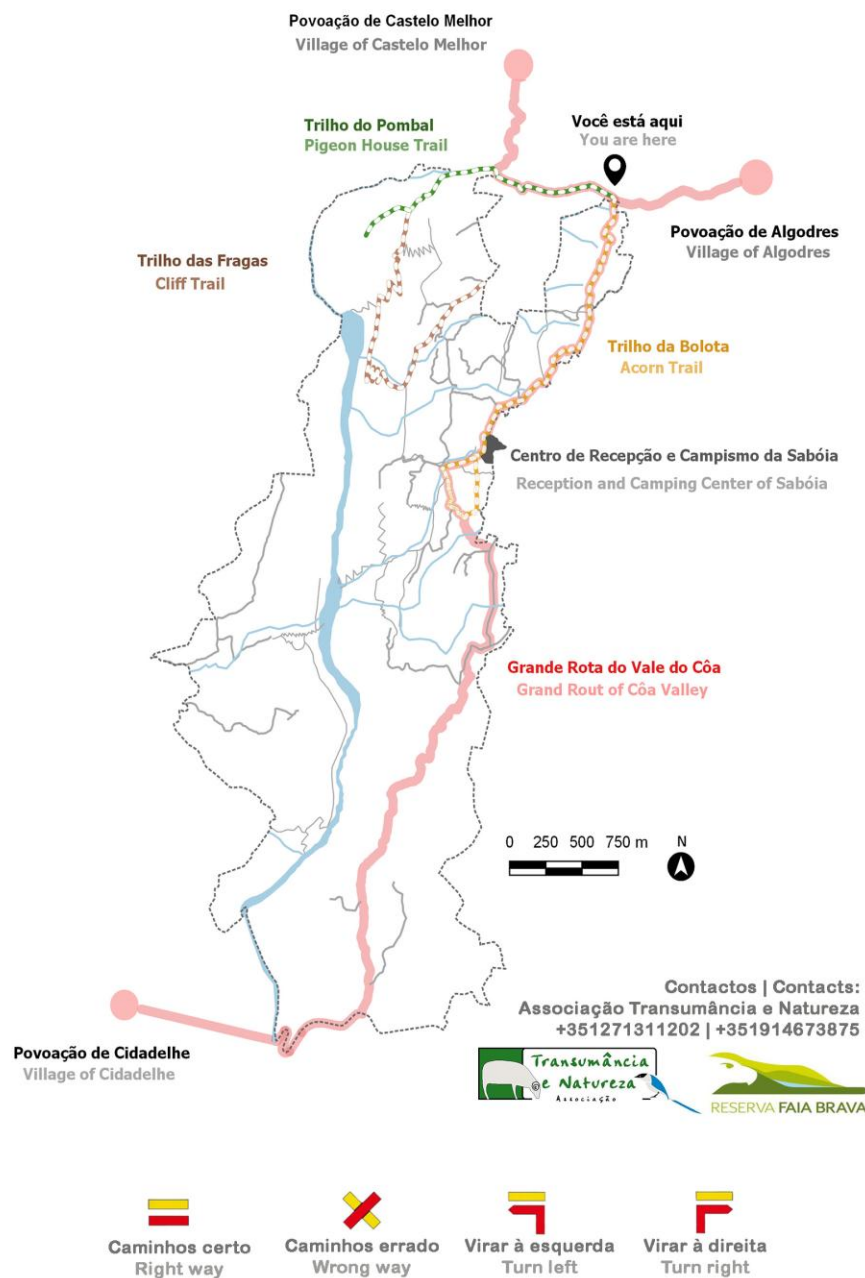 Povoação de Castelo Melhor
Village of Castelo Melhor
Trilho do Pombal
Pigeon House Trail
Você está aqui
You are here
Povoação de Algodres
Village of Algodres
Trilho das Fragas
Cliff Trail
Trilho da Bolota
Acorn Trail
Centro de Recepção e Campismo da Sabóia
Reception and Camping Center of Sabóia
Grande Rota do Vale do Côa
Grand Rout of Côa Valley
0 250 500 750 m
N
Contactos | Contacts:
Associação Transumância e Natureza
+351271311202 | +351914673875
Povoação de Cidadelhe
Village of Cidadelhe
Transumância
e Natureza
Associação
RESERVA FAIA BRAVA
Caminhos certo
Right way
Caminhos errado
Wrong way
Virar à esquerda
Turn left
Virar à direita
Turn right